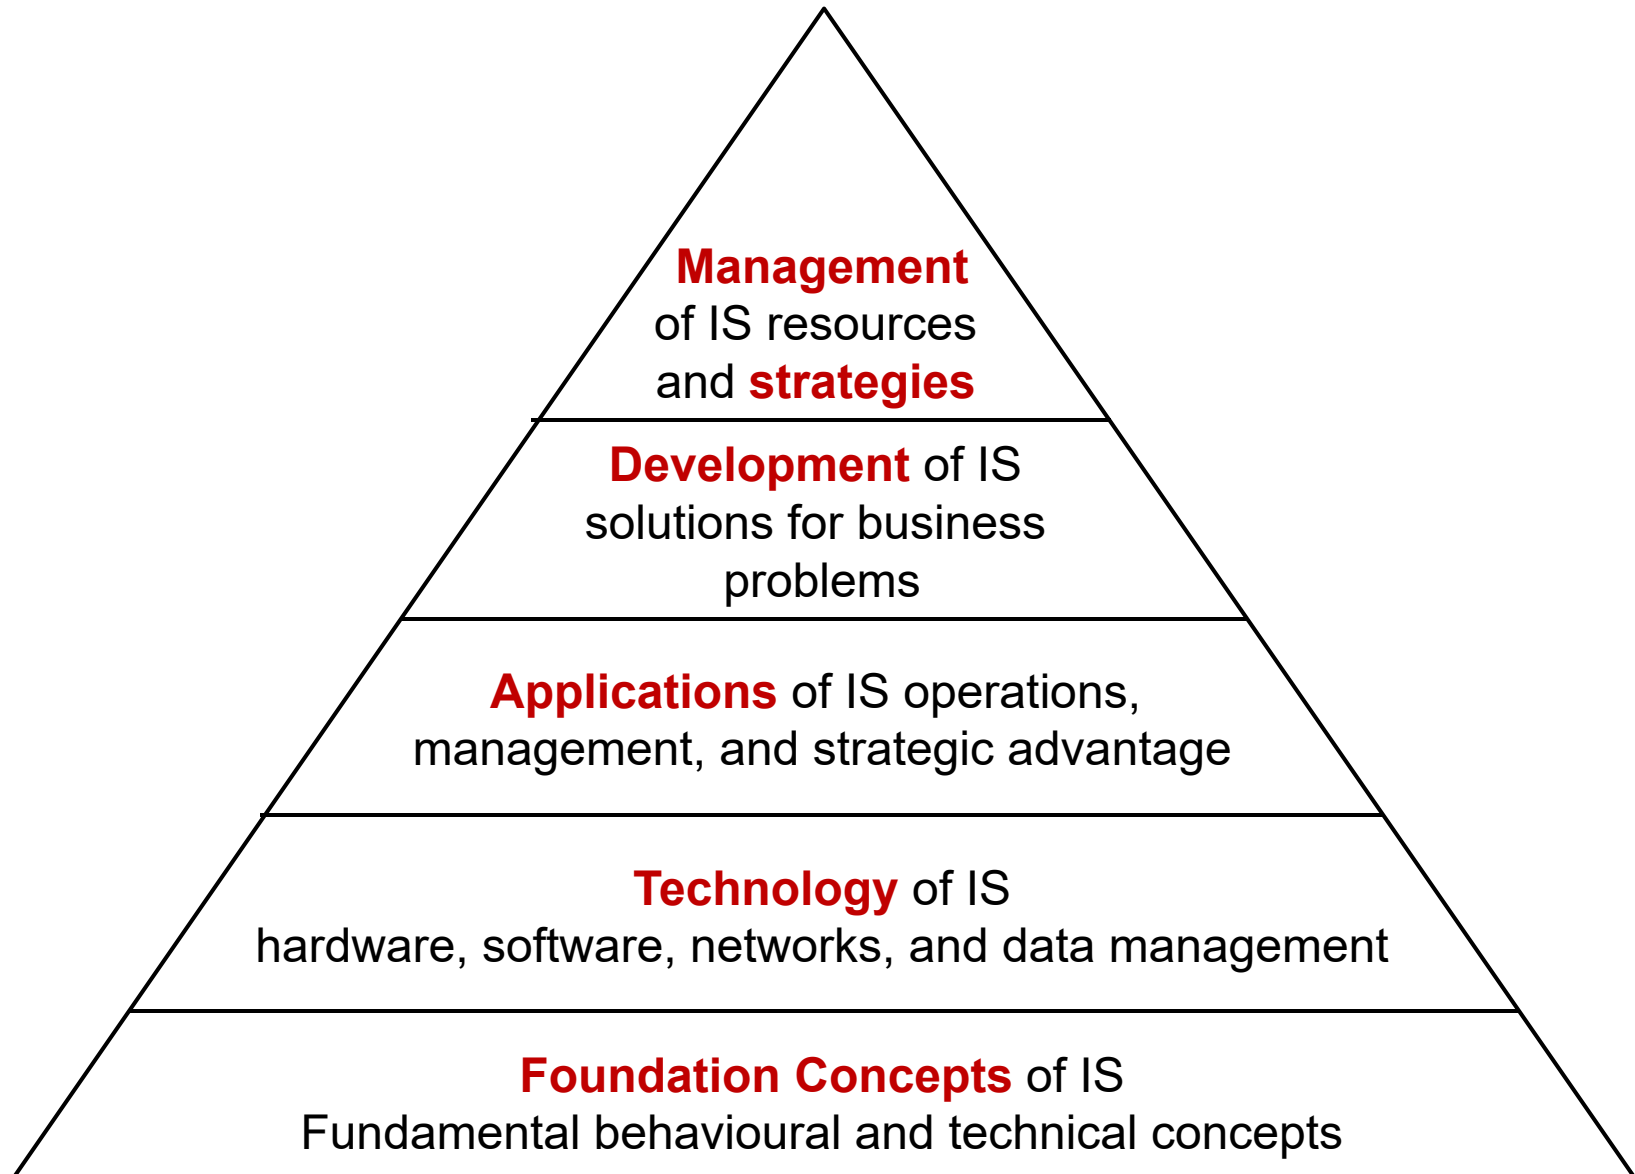 Management
of IS resources
and strategies
Development of IS
solutions for business
problems
Applications of IS operations,
management, and strategic advantage
Technology of IS
hardware, software, networks, and data management
Foundation Concepts of IS
Fundamental behavioural and technical concepts